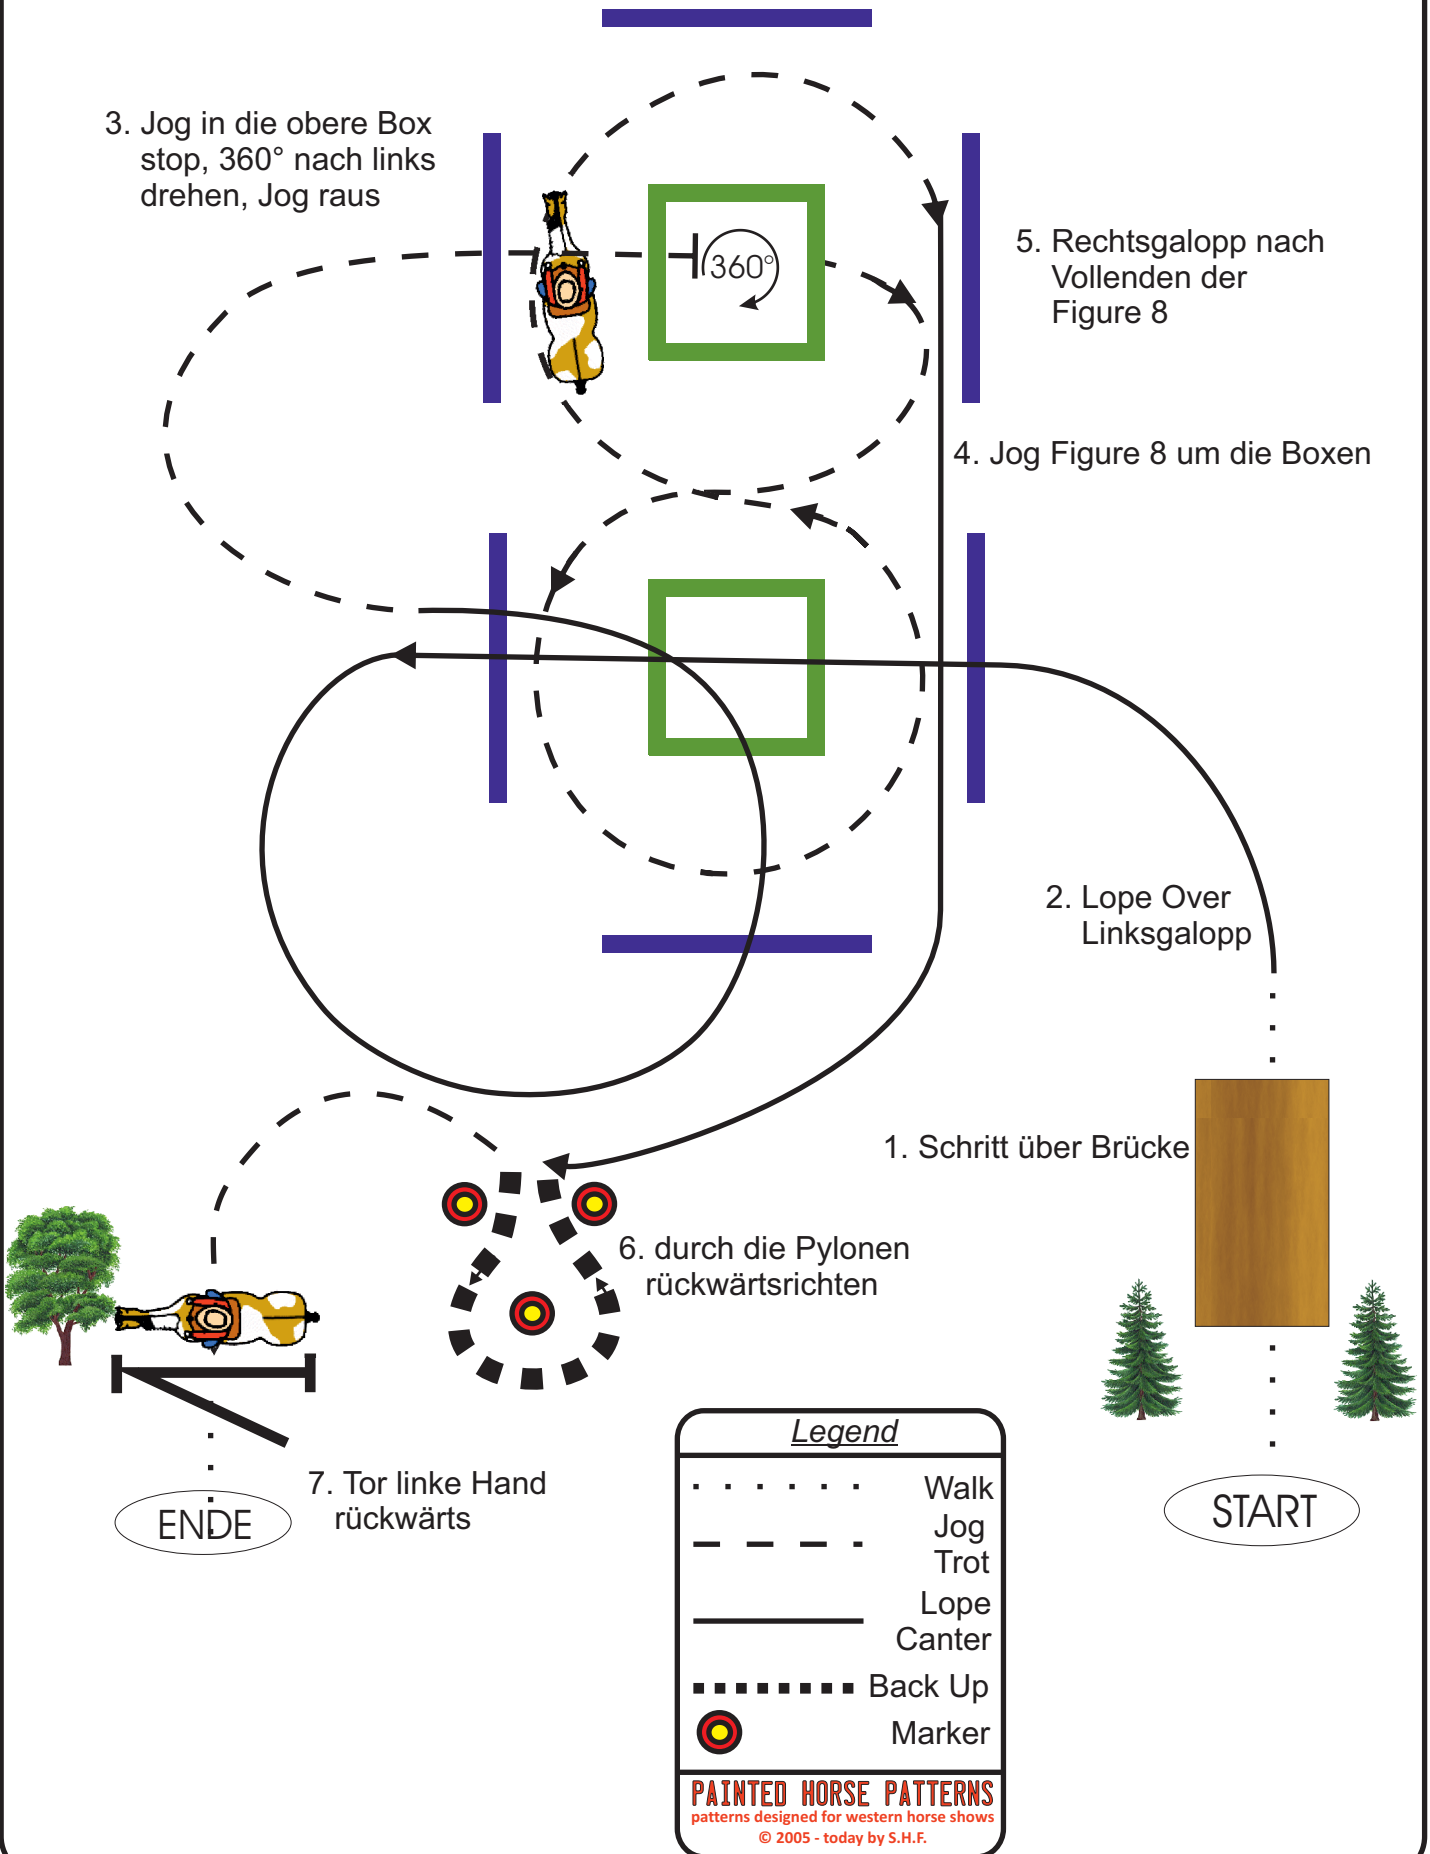 3. Jog in die obere Box
stop, 360° nach links
drehen, Jog raus
360°
5. Rechtsgalopp nach
Vollenden der
Figure 8
4. Jog Figure 8 um die Boxen
2. Lope Over
Linksgalopp
1. Schritt über Brücke
6. durch die Pylonen
rückwärtsrichten
7. Tor linke Hand
rückwärts
ENDE
START
Legend
Walk
Jog
Trot
Lope
Canter
Back Up
Marker
PAINTED HORSE PATTERNS
patterns designed for western horse shows
© 2005 - today by S.H.F.